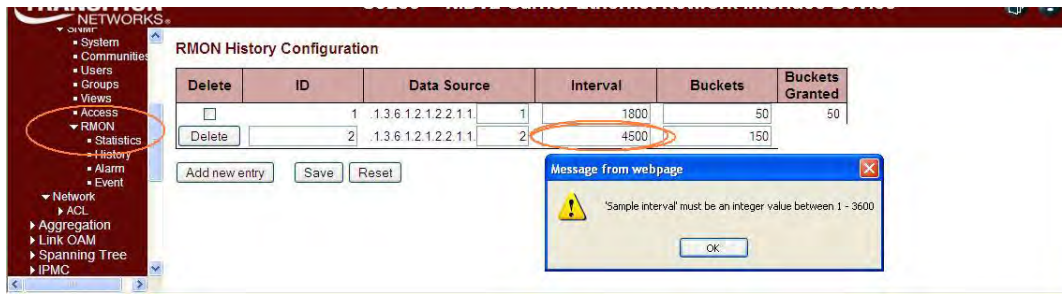 NETWORKS®
SNMP
System
Communities
Users
Groups
Views
Access
RMON
Statistics
History
Alarm
Event
Network
ACL
Aggregation
Link OAM
Spanning Tree
IPMC
RMON History Configuration
Delete ID Data Source Interval Buckets Buckets Granted
1 .1.3.6.1.2.1.2.2.1.1. 1 1800 50 50
Delete 2 .1.3.6.1.2.1.2.2.1.1. 2 4500 150
Add new entry Save Reset
Message from webpage
'Sample interval' must be an integer value between 1 - 3600
OK